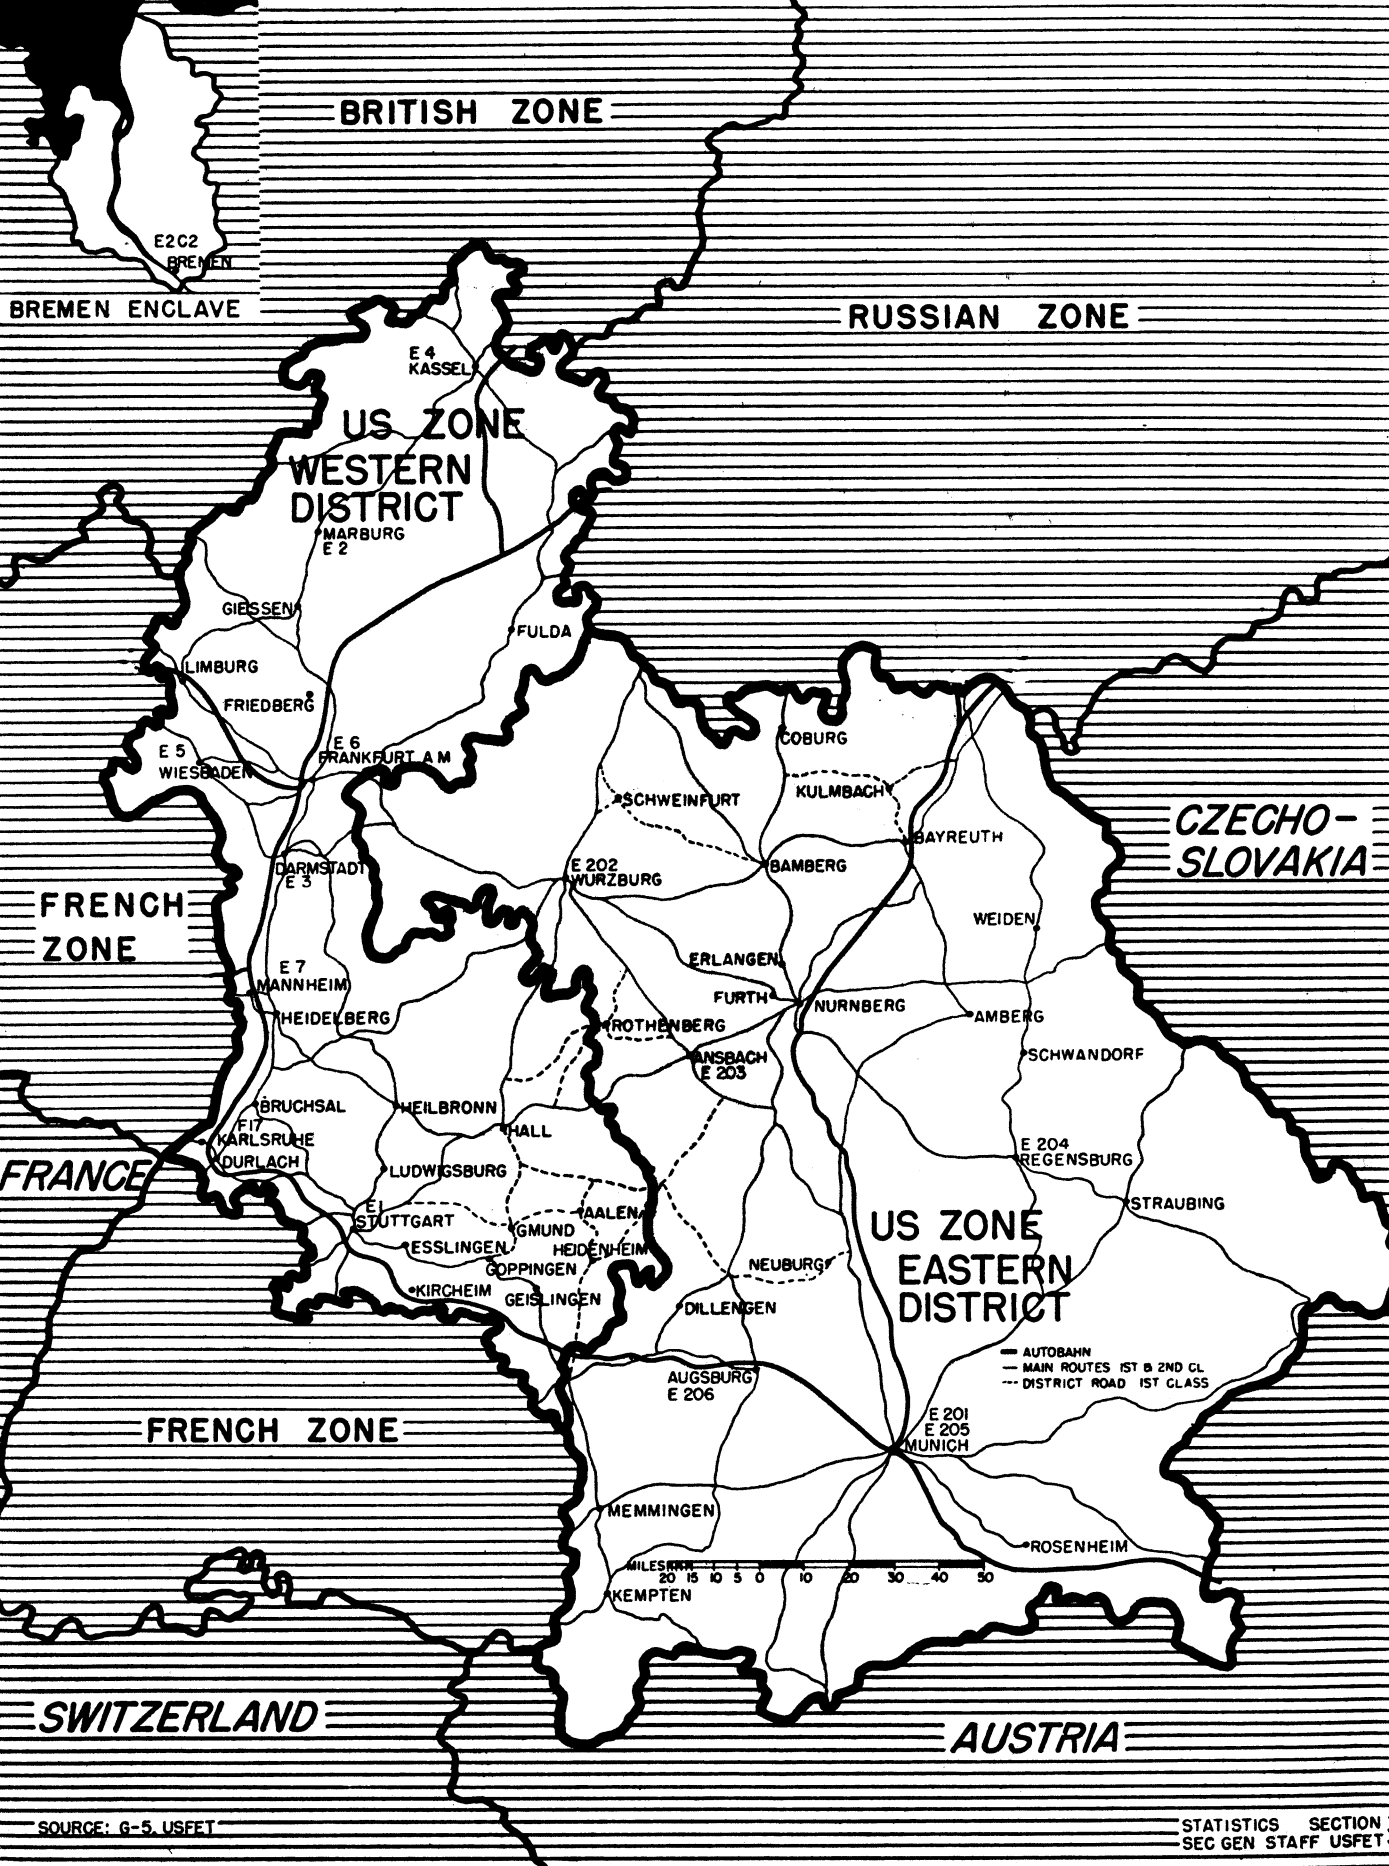 BRITISH ZONE
E2C2
BREMEN
BREMEN ENCLAVE
RUSSIAN ZONE
E 4
KASSEL
US ZONE
WESTERN
DISTRICT
MARBURG
E 2
GIESSEN
FULDA
LIMBURG
FRIEDBERG
E 6
FRANKFURT A M
E 5
WIESBADEN
COBURG
KULMBACH
SCHWEINFURT
BAYREUTH
CZECHO-
SLOVAKIA
DARMSTADT
E 3
E 202
WURZBURG
BAMBERG
FRENCH
ZONE
WEIDEN
ERLANGEN
E 7
MANNHEIM
FURTH
NURNBERG
HEIDELBERG
ROTHENBERG
AMBERG
ANSBACH
E 203
SCHWANDORF
BRUCHSAL
HEILBRONN
F17
KARLSRUHE
DURLACH
HALL
E 204
REGENSBURG
FRANCE
LUDWIGSBURG
STRAUBING
E1
STUTTGART
AALEN
GMUND
US ZONE
EASTERN
DISTRICT
ESSLINGEN
HEIDENHEIM
GOPPINGEN
NEUBURG
KIRCHEIM
GEISLINGEN
DILLENGEN
AUTOBAHN
MAIN ROUTES 1ST & 2ND CL
DISTRICT ROAD 1ST CLASS
AUGSBURG
E 206
E 201
E 205
MUNICH
FRENCH ZONE
MEMMINGEN
ROSENHEIM
MILES
20 15 10 5 0 10 20 30 40 50
KEMPTEN
SWITZERLAND
AUSTRIA
SOURCE: G-5. USFET
STATISTICS SECTION
SEC GEN STAFF USFET